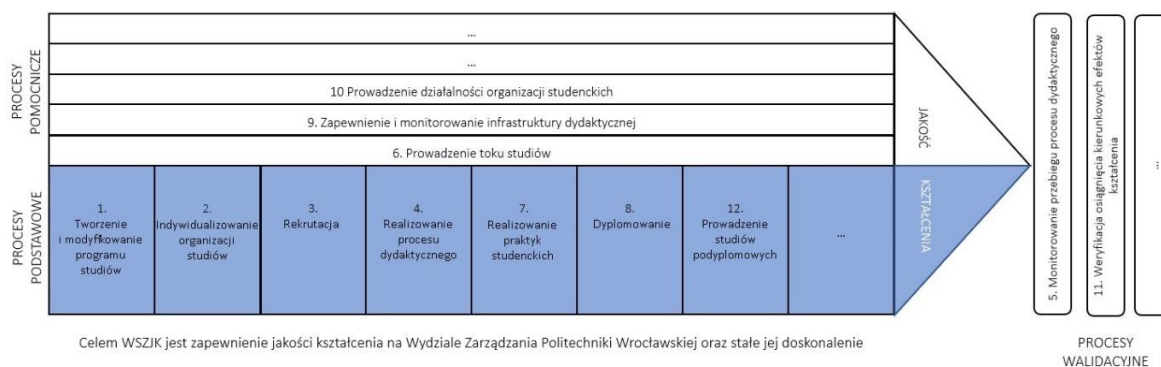 PROCESY
POMOCNICZE
...
...
10 Prowadzenie działalności organizacji studenckich
9. Zapewnienie i monitorowanie infrastruktury dydaktycznej
6. Prowadzenie toku studiów
PROCESY
PODSTAWOWE
1.
Tworzenie
i modyfikowanie
programu
studiów
2.
Indywidualizowanie
organizacji
studiów
3.
Rekrutacja
4.
Realizowanie
procesu
dydaktycznego
7.
Realizowanie
praktyk
studenckich
8.
Dyplomowanie
12.
Prowadzenie
studiów
podyplomowych
...
JAKOŚĆ
KSZTAŁCENIA
5. Monitorowanie przebiegu procesu dydaktycznego
11. Weryfikacja osiągnięcia kierunkowych efektów
kształcenia
...
Celem WSZJK jest zapewnienie jakości kształcenia na Wydziale Zarządzania Politechniki Wrocławskiej oraz stałe jej doskonalenie
PROCESY
WALIDACYJNE